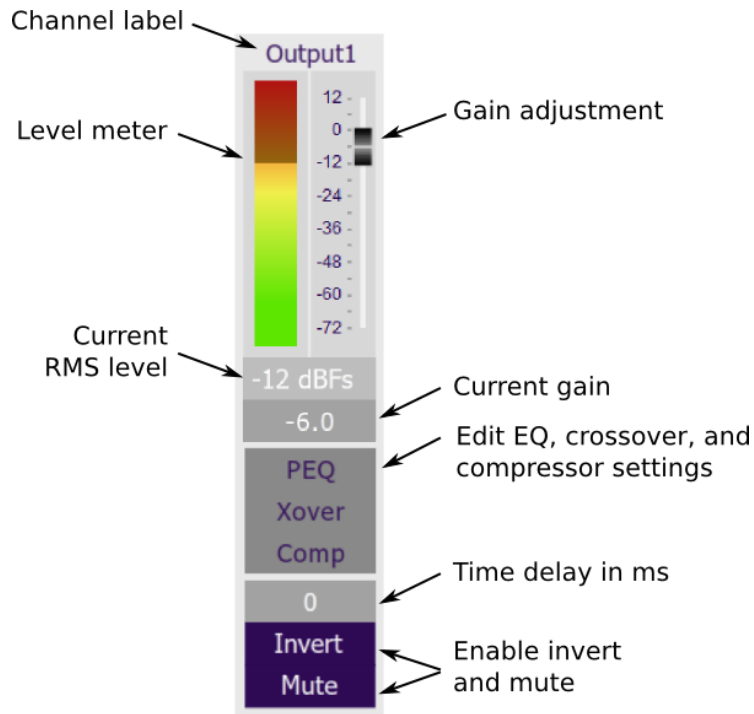 Channel label
Output1
Level meter
12
0
-12
-24
-36
-48
-60
-72
Gain adjustment
Current
RMS level
-12 dBFs
-6.0
Current gain
PEQ
Xover
Comp
Edit EQ, crossover, and
compressor settings
0
Time delay in ms
Invert
Mute
Enable invert
and mute